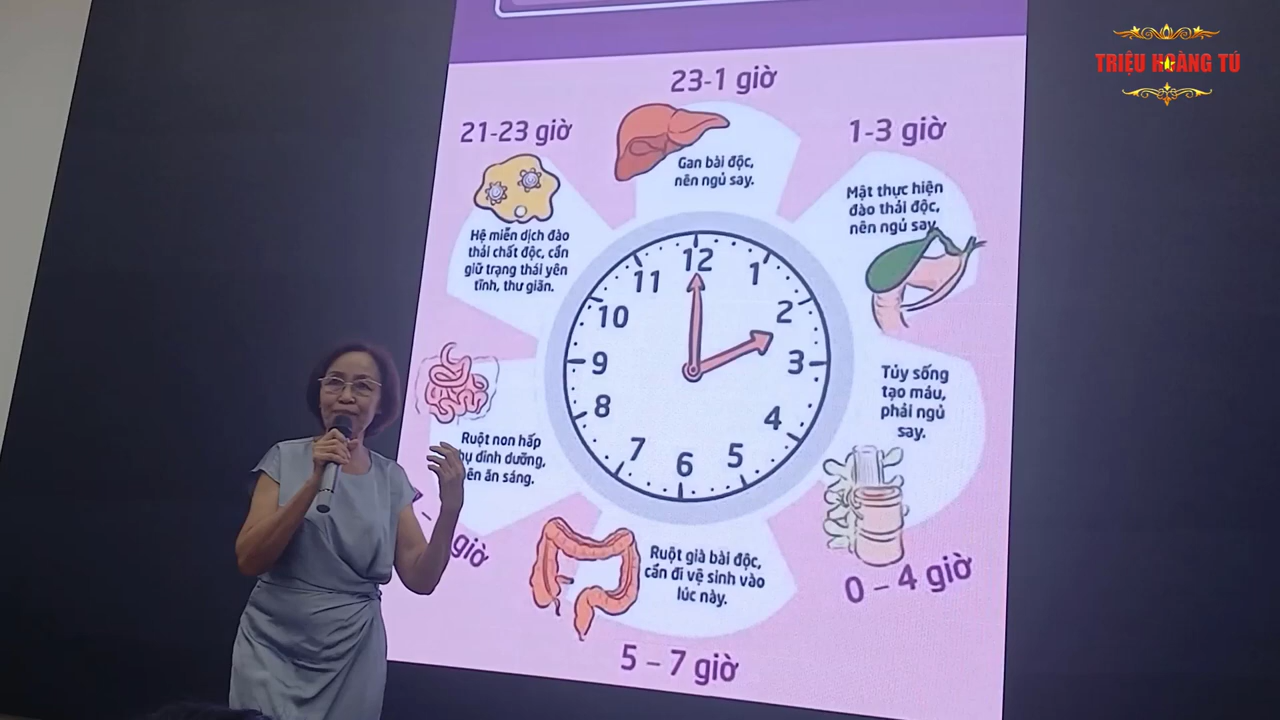 TRIỆU HOÀNG TÚ
23-1 giờ
Gan bài độc,
nên ngủ say.
1-3 giờ
Mật thực hiện
đào thải độc,
nên ngủ say.
Tủy sống
tạo máu,
phải ngủ
say.
0 – 4 giờ
Ruột già bài độc,
cần đi vệ sinh vào
lúc này.
5 – 7 giờ
Ruột non hấp
dinh dưỡng,
ăn sáng.
giờ
21-23 giờ
Hệ miễn dịch đào
thải chất độc, cần
giữ trạng thái yên
tĩnh, thư giãn.
12
1
2
3
4
5
6
7
8
9
10
11